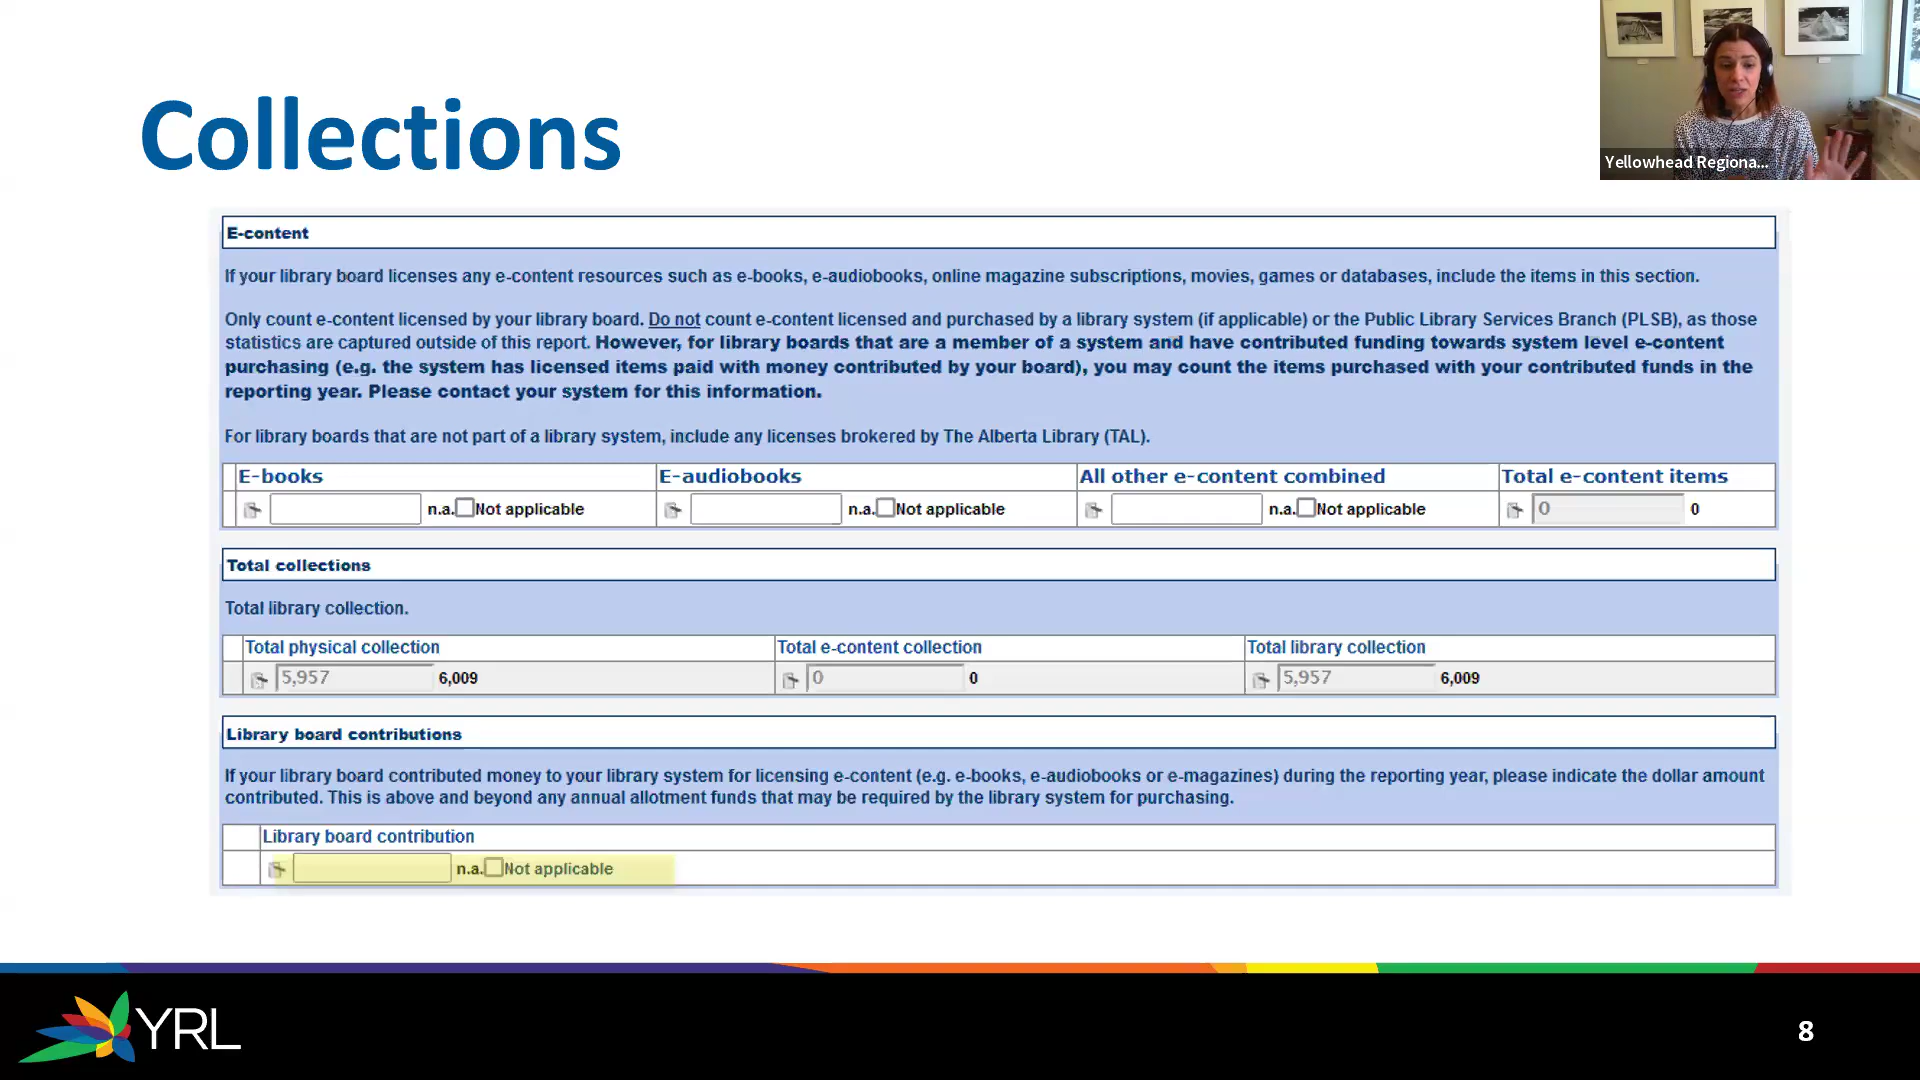 Collections
Yellowhead Regiona...
E-content
If your library board licenses any e-content resources such as e-books, e-audiobooks, online magazine subscriptions, movies, games or databases, include the items in this section.
Only count e-content licensed by your library board. Do not count e-content licensed and purchased by a library system (if applicable) or the Public Library Services Branch (PLSB), as those
statistics are captured outside of this report. However, for library boards that are a member of a system and have contributed funding towards system level e-content
purchasing (e.g. the system has licensed items paid with money contributed by your board), you may count the items purchased with your contributed funds in the
reporting year. Please contact your system for this information.
For library boards that are not part of a library system, include any licenses brokered by The Alberta Library (TAL).
E-books E-audiobooks All other e-content combined Total e-content items
n.a. Not applicable n.a. Not applicable n.a. Not applicable 0 0
Total collections
Total library collection.
Total physical collection Total e-content collection Total library collection
5,957 6,009 0 0 5,957 6,009
Library board contributions
If your library board contributed money to your library system for licensing e-content (e.g. e-books, e-audiobooks or e-magazines) during the reporting year, please indicate the dollar amount
contributed. This is above and beyond any annual allotment funds that may be required by the library system for purchasing.
Library board contribution
n.a. Not applicable
YRL
8